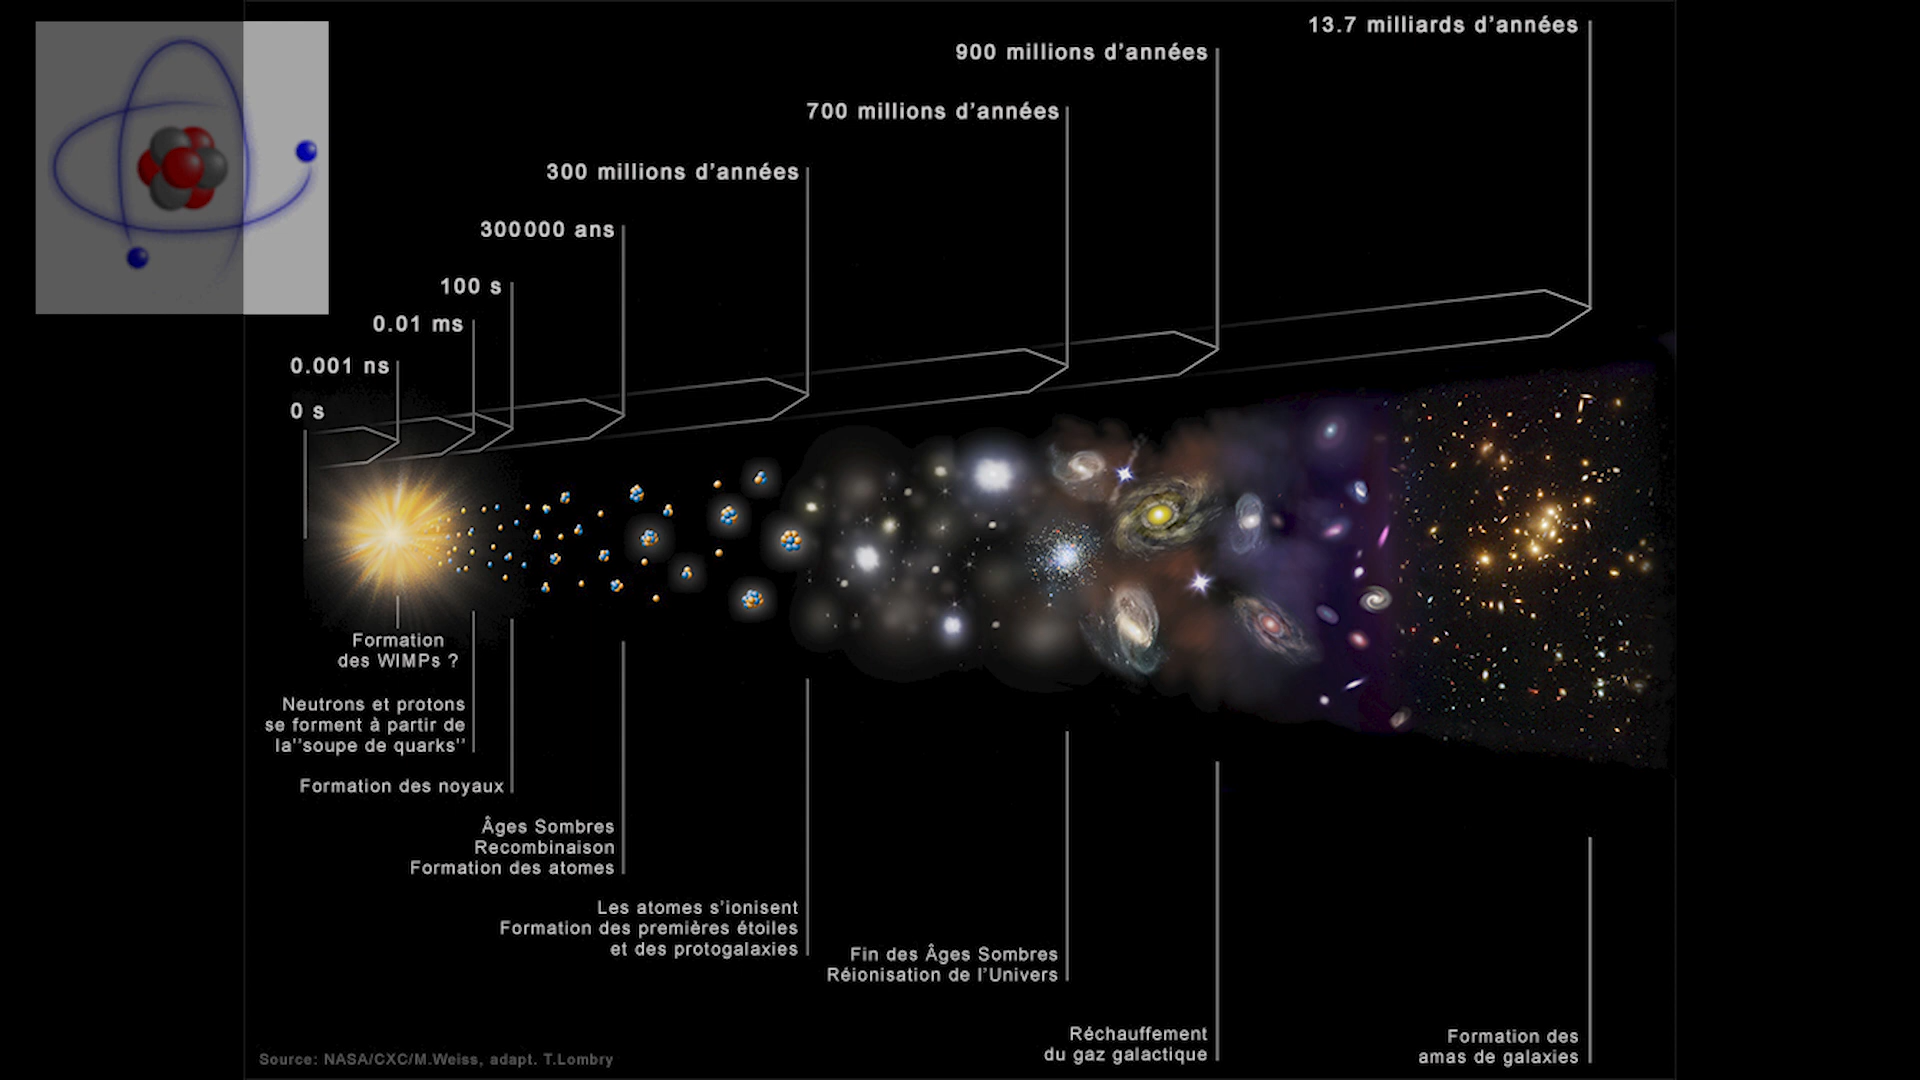 13.7 milliards d'années
900 millions d'années
700 millions d'années
300 millions d'années
300000 ans
100 s
0.01 ms
0.001 ns
0 s
Formation
des WIMPs ?
Neutrons et protons
se forment à partir de
la''soupe de quarks''
Formation des noyaux
Âges Sombres
Recombinaison
Formation des atomes
Les atomes s'ionisent
Formation des premières étoiles
et des protogalaxies
Fin des Âges Sombres
Réionisation de l'Univers
Réchauffement
du gaz galactique
Formation des
amas de galaxies
Source: NASA/CXC/M.Weiss, adapt. T.Lombry